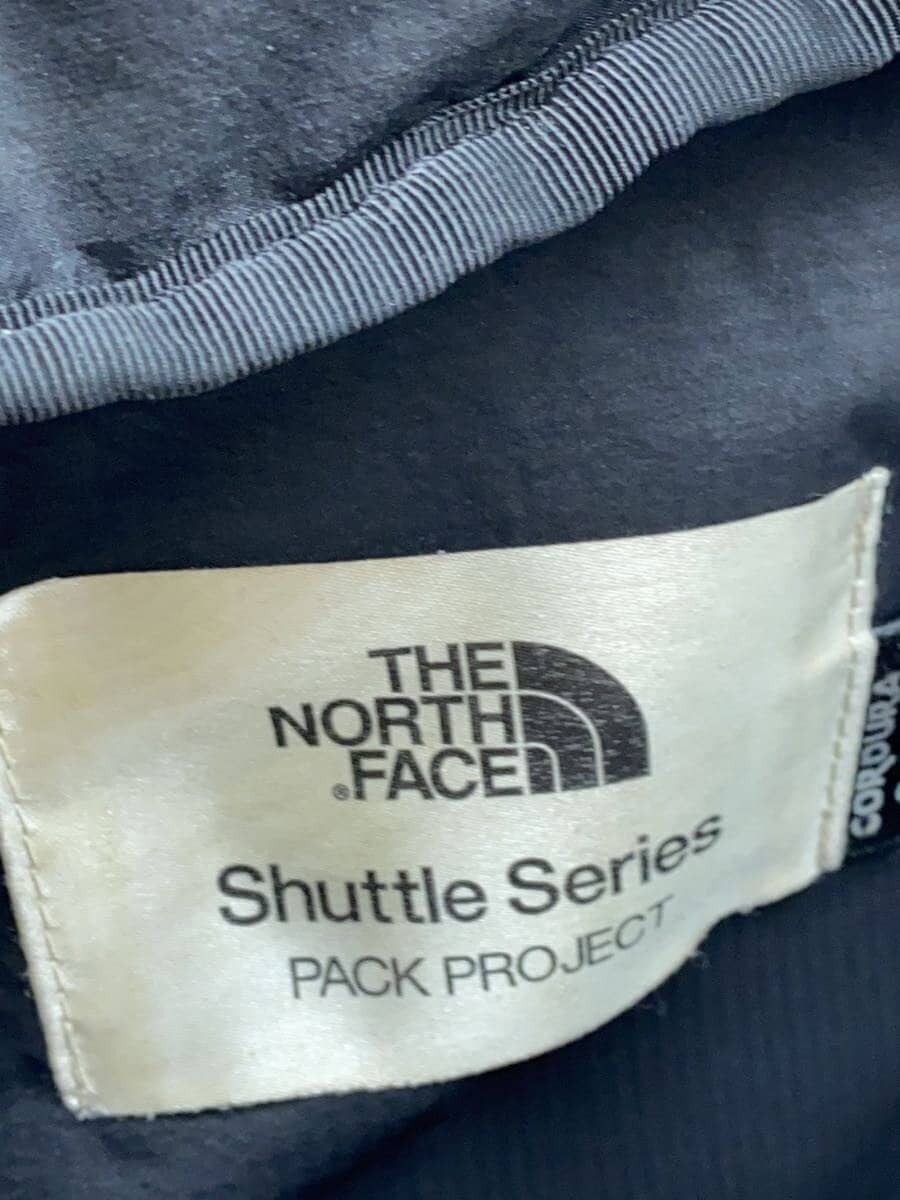 THE
NORTH
®FACE
Shuttle Series
PACK PROJECT
CORDURA